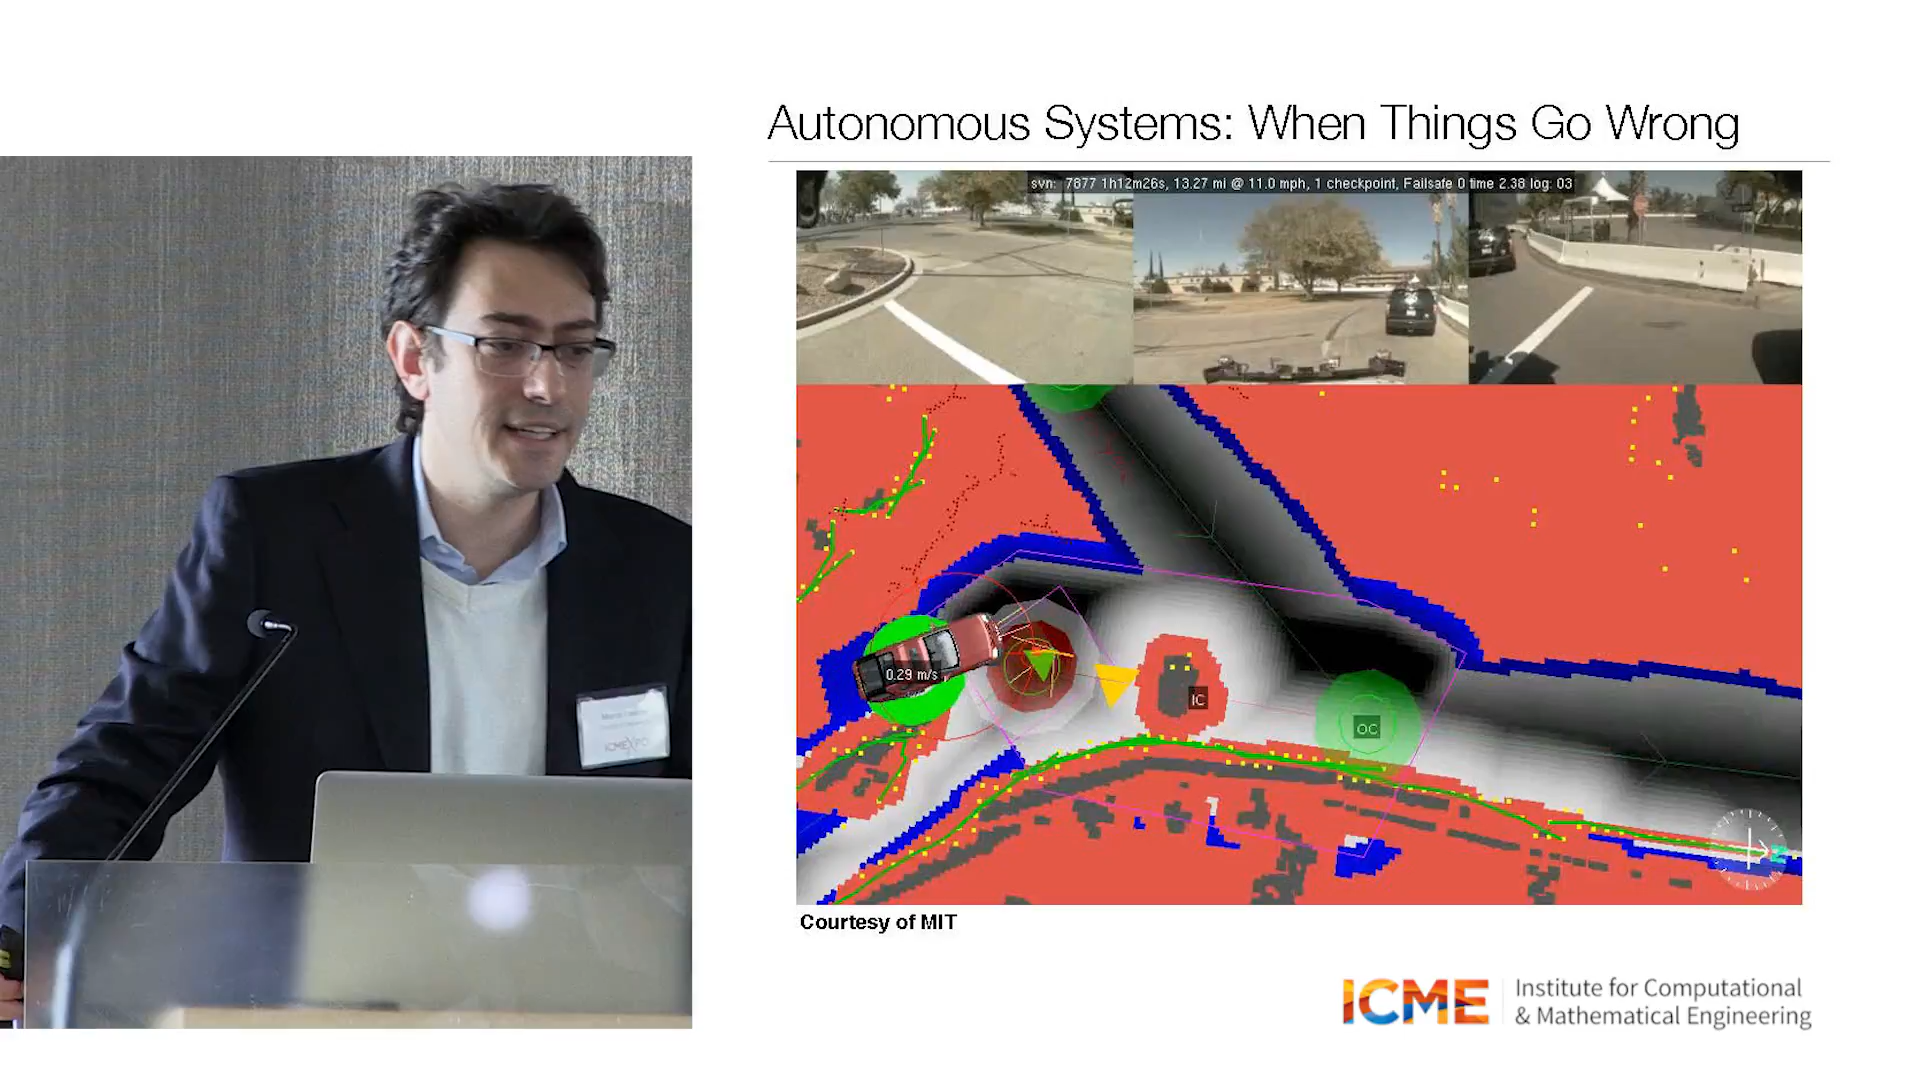 Autonomous Systems: When Things Go Wrong
svn: 7877 1h12m26s, 13.27 mi @ 11.0 mph, 1 checkpoint, Failsafe 0 time 2.38 log: 03
0.29 m/s
IC
OC
Courtesy of MIT
ICME
Institute for Computational
& Mathematical Engineering